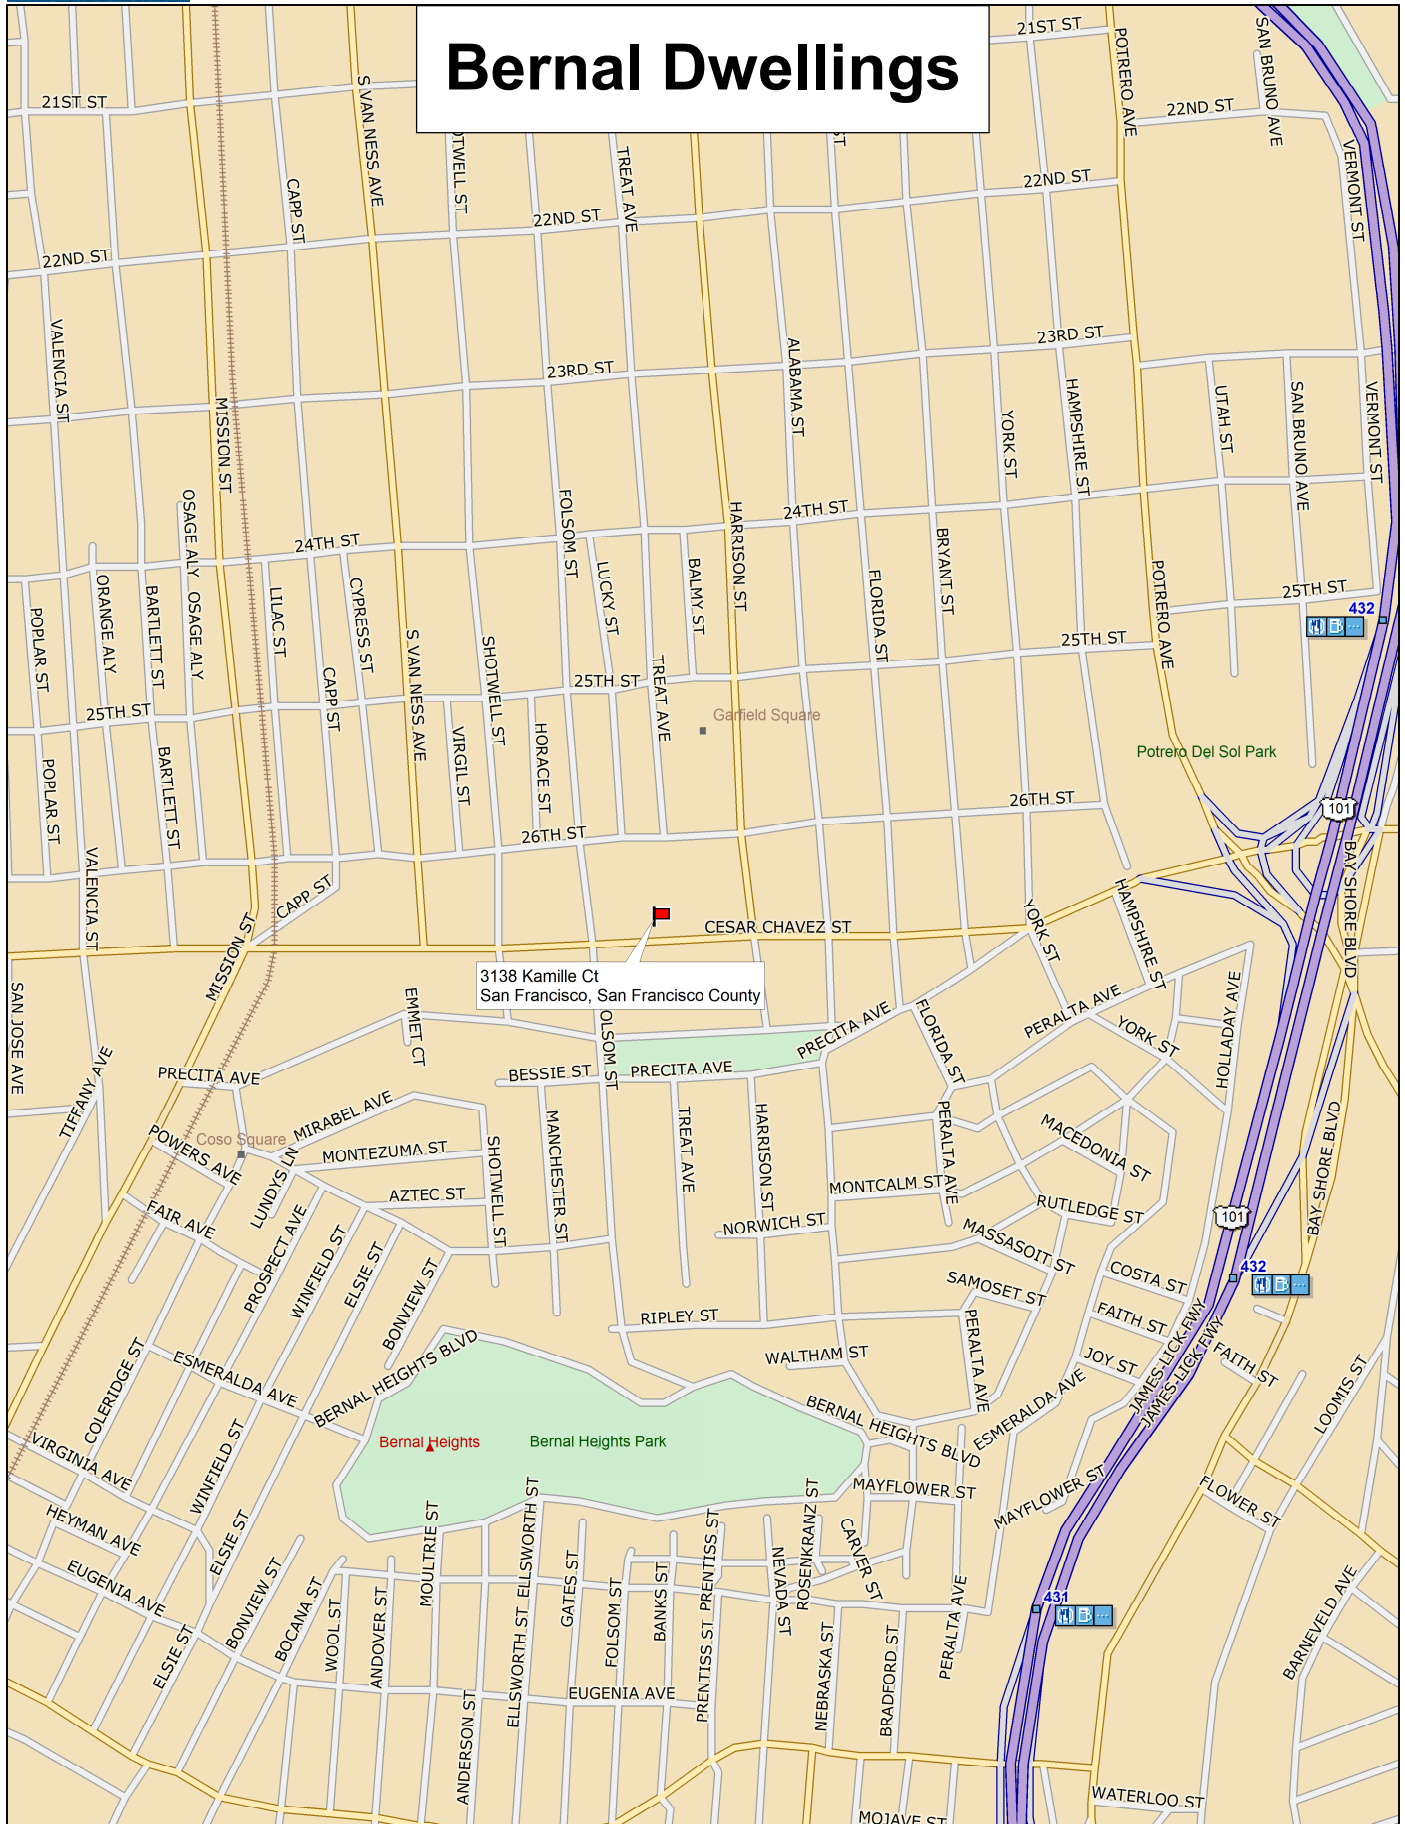 Bernal Dwellings
21ST ST
POTRERO AVE
SAN BRUNO AVE
21ST ST
S VAN NESS AVE
22ND ST
OTWELL ST
TREAT AVE
ST
VERMONT ST
CAPP ST
22ND ST
22ND ST
22ND ST
VALENCIA ST
MISSION ST
23RD ST
ALABAMA ST
23RD ST
HAMPSHIRE ST
YORK ST
UTAH ST
SAN BRUNO AVE
VERMONT ST
OSAGE ALY
FOLSOM ST
HARRISON ST
24TH ST
24TH ST
BRYANT ST
ORANGE ALY
BARTLETT ST
OSAGE ALY
LILAC ST
CYPRESS ST
LUCKY ST
BALMY ST
FLORIDA ST
POTRERO AVE
25TH ST
432
POPLAR ST
S VAN NESS AVE
SHOTWELL ST
TREAT AVE
25TH ST
CAPP ST
25TH ST
25TH ST
Garfield Square
VIRGIL ST
HORACE ST
Potrero Del Sol Park
POPLAR ST
BARTLETT ST
26TH ST
26TH ST
101
VALENCIA ST
BAY SHORE BLVD
CAPP ST
MISSION ST
CESAR CHAVEZ ST
YORK ST
HAMPSHIRE ST
3138 Kamille Ct
San Francisco, San Francisco County
SAN JOSE AVE
EMMET CT
OLSOM ST
PRECITA AVE
FLORIDA ST
PERALTA AVE
YORK ST
HOLLADAY AVE
TIFFANY AVE
PRECITA AVE
BESSIE ST
PRECITA AVE
MIRABEL AVE
POWERS AVE
Coso Square
MONTEZUMA ST
SHOTWELL ST
MANCHESTER ST
TREAT AVE
HARRISON ST
PERALTA AVE
MACEDONIA ST
BAY SHORE BLVD
LUNDYS LN
AZTEC ST
MONTCALM ST
RUTLEDGE ST
FAIR AVE
NORWICH ST
MASSASOIT ST
101
PROSPECT AVE
WINFIELD ST
ELSIE ST
BONVIEW ST
SAMOSET ST
COSTA ST
432
RIPLEY ST
FAITH ST
COLERIDGE ST
ESMERALDA AVE
BERNAL HEIGHTS BLVD
WALTHAM ST
PERALTA AVE
JOY ST
JAMES LICK FWY
JAMES LICK FWY
FAITH ST
LOOMIS ST
BERNAL HEIGHTS BLVD
ESMERALDA AVE
Bernal Heights
Bernal Heights Park
VIRGINIA AVE
WINFIELD ST
MAYFLOWER ST
MAYFLOWER ST
FLOWER ST
HEYMAN AVE
ELSIE ST
MOULTRIE ST
ELLSWORTH ST
PRENTISS ST
ROSENKRANZ ST
CARVER ST
EUGENIA AVE
BONVIEW ST
BOCANA ST
WOOL ST
ANDOVER ST
GATES ST
FOLSOM ST
BANKS ST
NEVADA ST
PERALTA AVE
431
BARNEVELD AVE
ELSIE ST
ANDERSON ST
ELLSWORTH ST
EUGENIA AVE
PRENTISS ST
NEBRASKA ST
BRADFORD ST
WATERLOO ST
MOJAVE ST